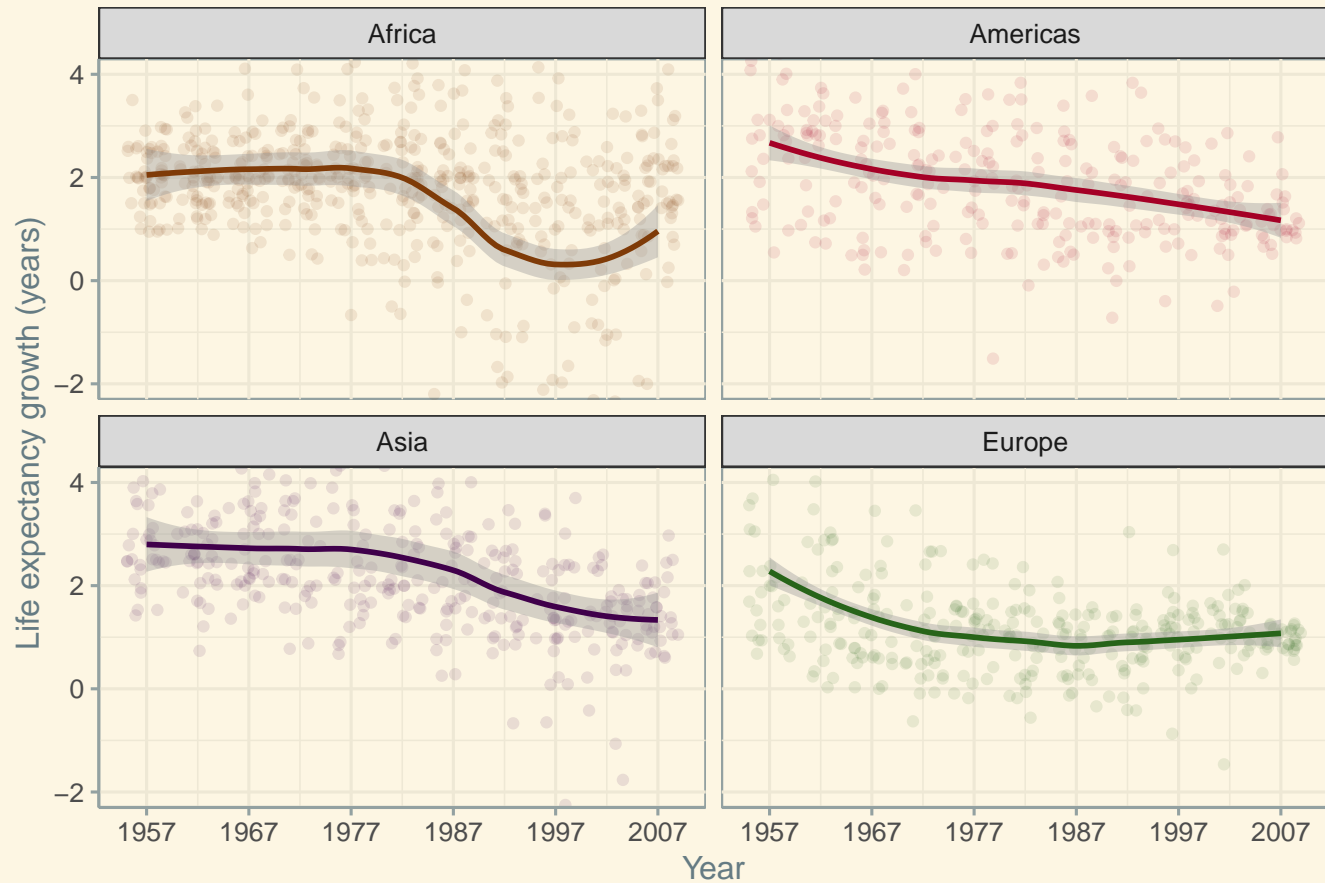 Africa
Americas
4
2
0
−2
Asia
Europe
4
2
0
−2
1957 1967 1977 1987 1997 2007
1957 1967 1977 1987 1997 2007
Year
Life expectancy growth (years)